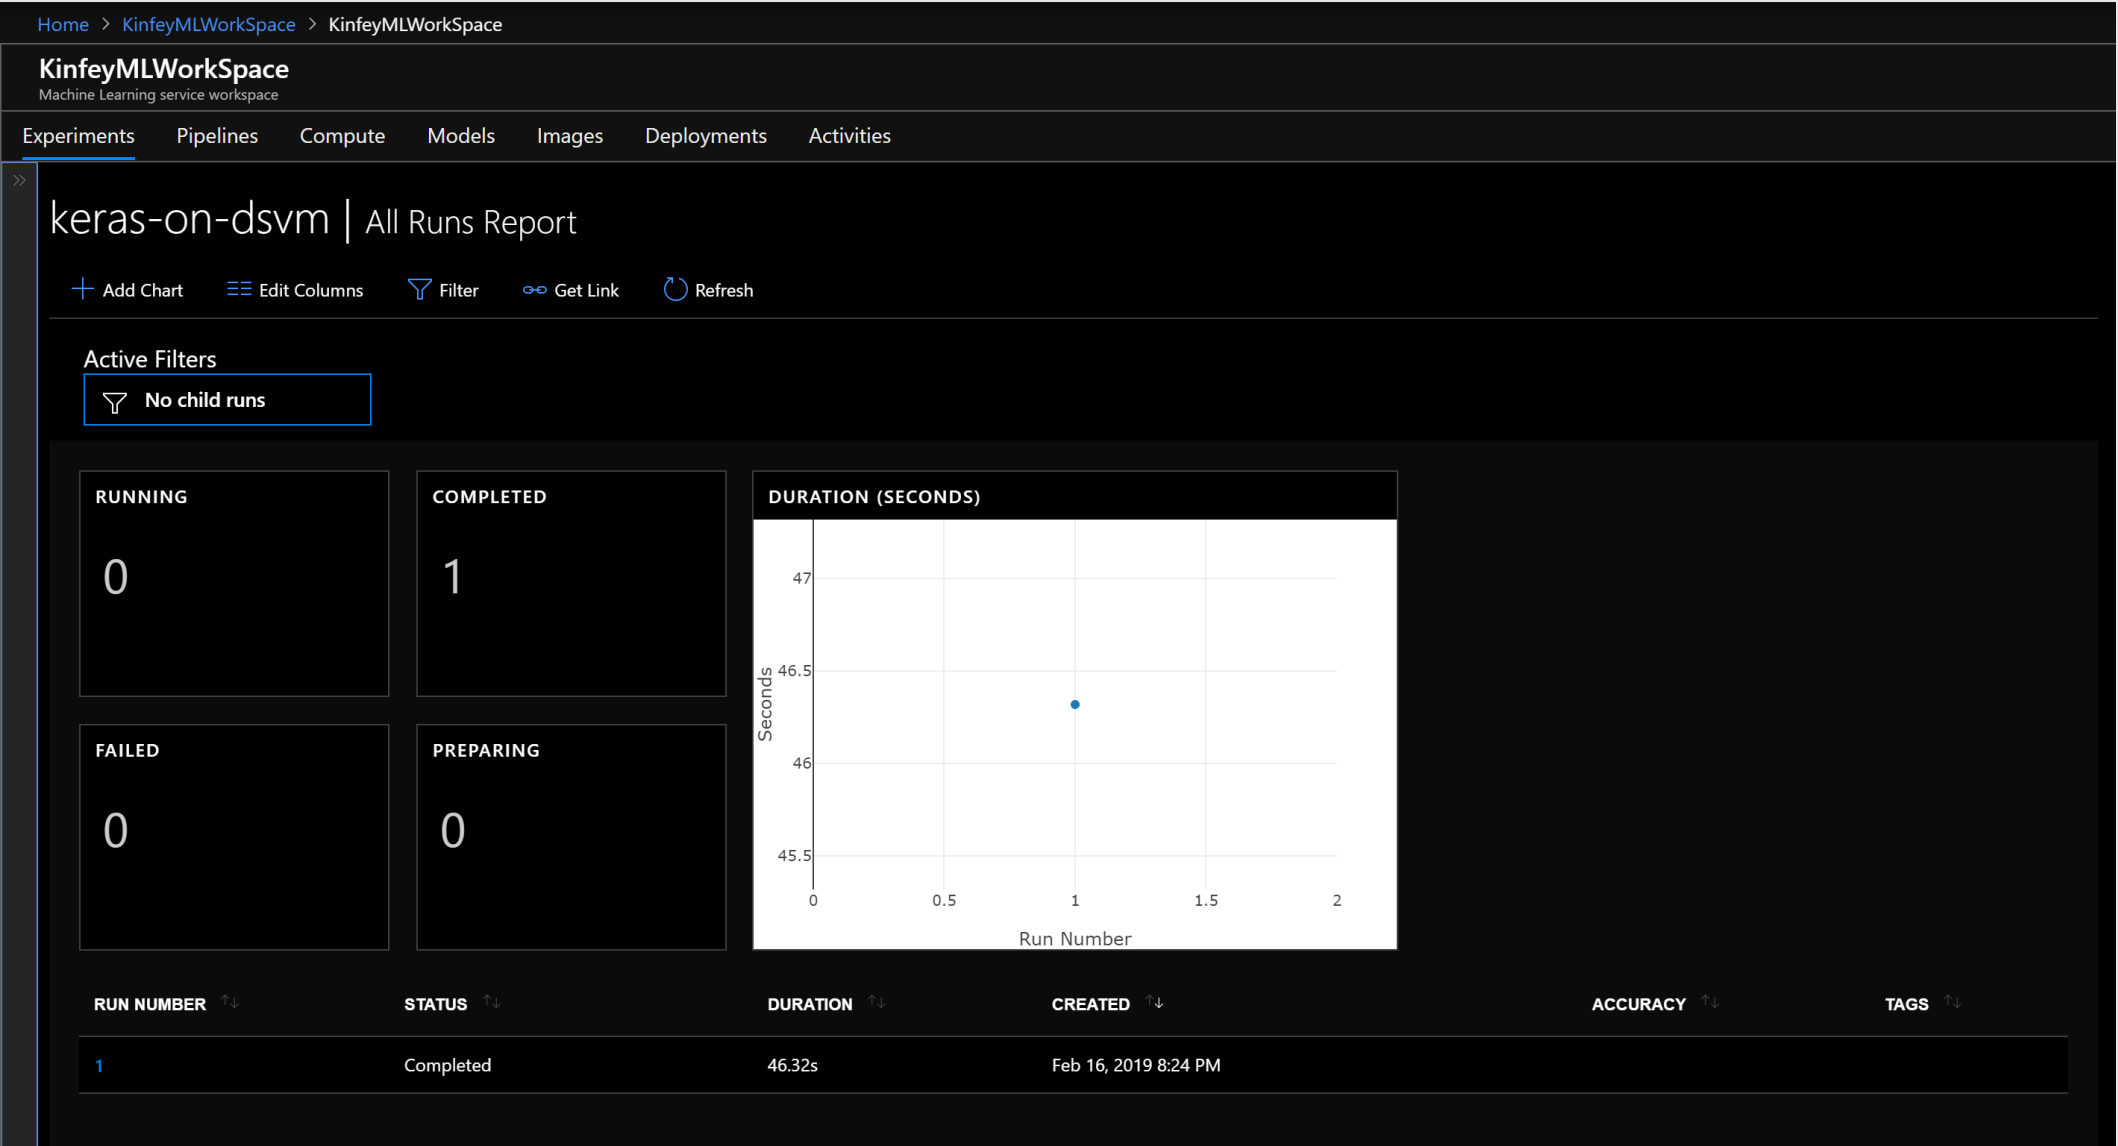 Home > KinfeyMLWorkSpace > KinfeyMLWorkSpace
KinfeyMLWorkSpace
Machine Learning service workspace
Experiments Pipelines Compute Models Images Deployments Activities
keras-on-dsvm | All Runs Report
Add Chart Edit Columns Filter Get Link Refresh
Active Filters
No child runs
RUNNING
0
COMPLETED
1
FAILED
0
PREPARING
0
DURATION (SECONDS)
Seconds
47
46.5
46
45.5
0 0.5 1 1.5 2
Run Number
RUN NUMBER STATUS DURATION CREATED ACCURACY TAGS
1 Completed 46.32s Feb 16, 2019 8:24 PM